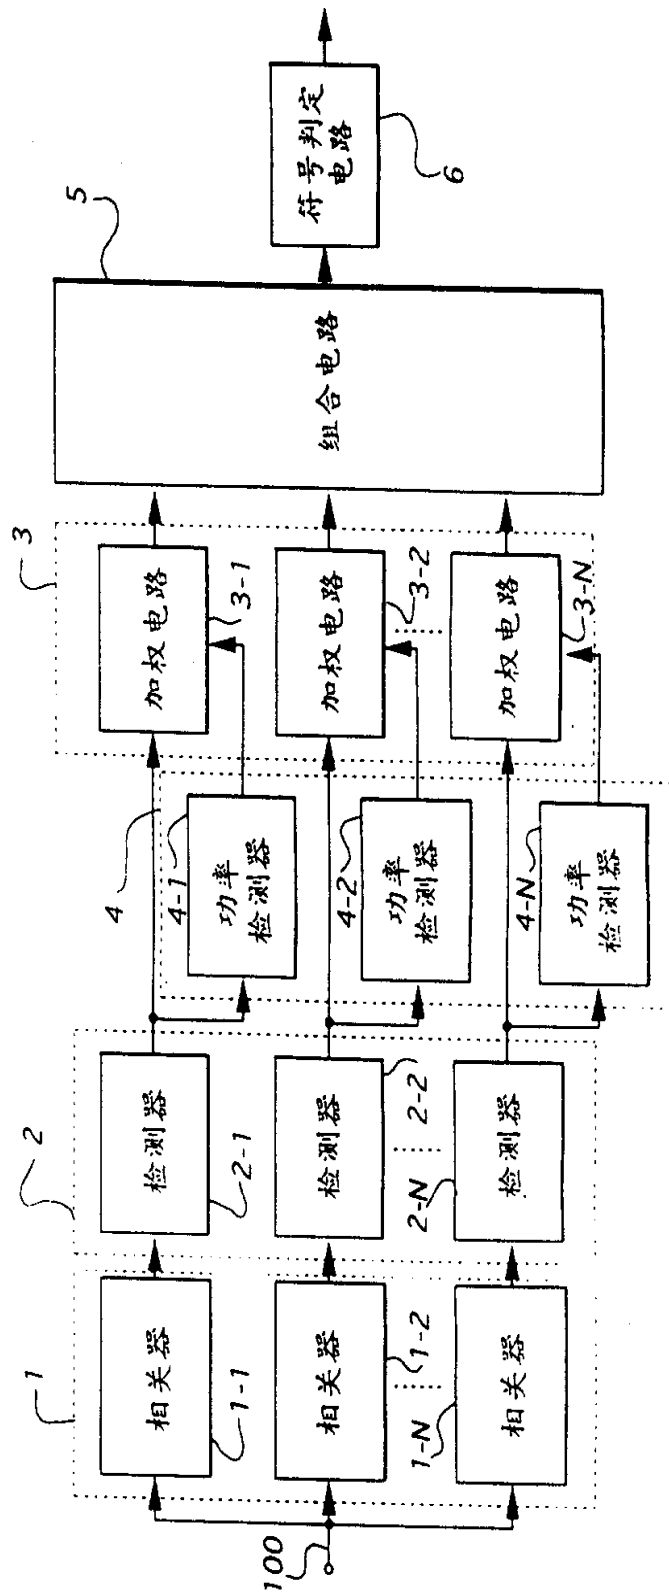 100
1
相关器
1-1
相关器
1-2
1-N
相关器
2
检测器
2-1
检测器
2-2
2-N
检测器
4
4-1
功率
检测器
4-2
功率
检测器
4-N
功率
检测器
3
加权电路
3-1
加权电路
3-2
加权电路
3-N
5
组合电路
符号判定
电路
6